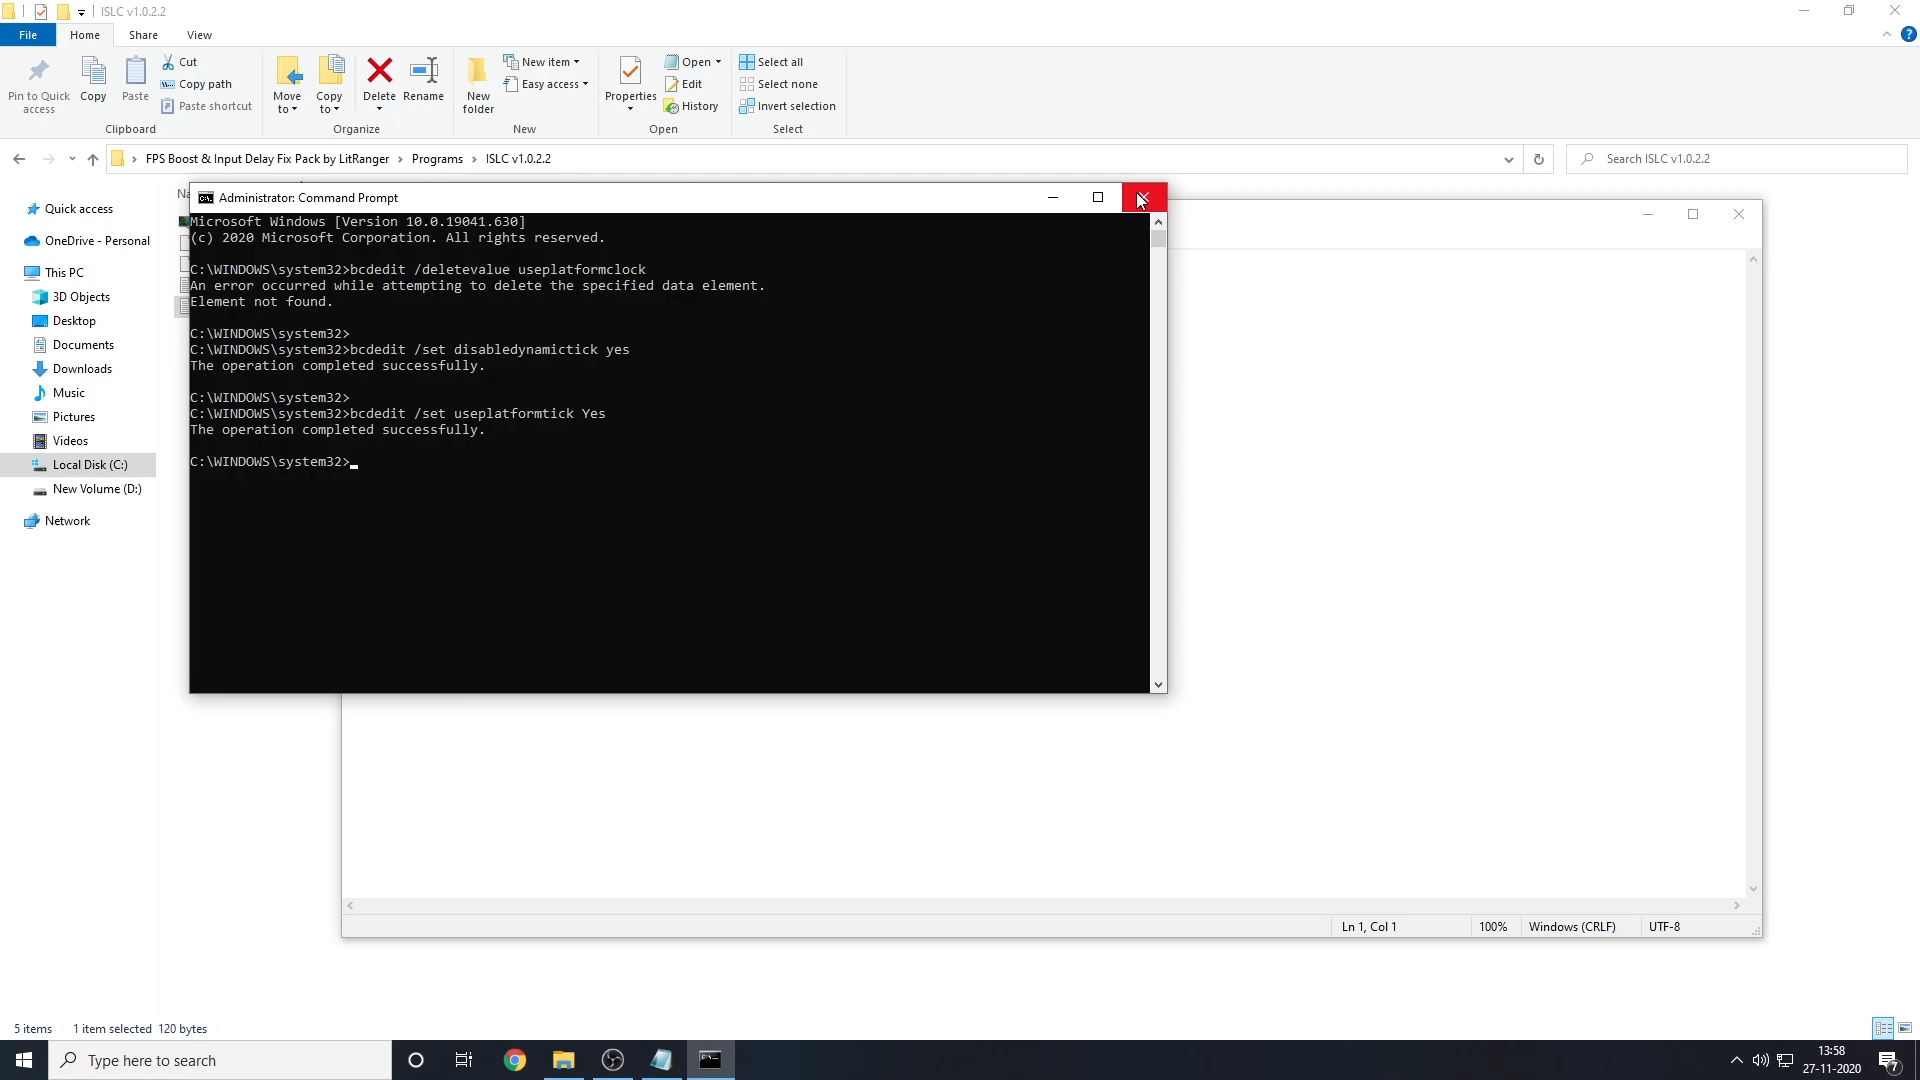 ISLC v1.0.2.2
File
Home
Share
View
?
Pin to Quick access
Copy
Paste
Cut
Copy path
Paste shortcut
Clipboard
Move to
Copy to
Delete
Rename
Organize
New folder
New item
Easy access
New
Properties
Open
Edit
History
Open
Select all
Select none
Invert selection
Select
FPS Boost & Input Delay Fix Pack by LitRanger > Programs > ISLC v1.0.2.2
Search ISLC v1.0.2.2
Quick access
OneDrive - Personal
This PC
3D Objects
Desktop
Documents
Downloads
Music
Pictures
Videos
Local Disk (C:)
New Volume (D:)
Network
Administrator: Command Prompt
Microsoft Windows [Version 10.0.19041.630]
(c) 2020 Microsoft Corporation. All rights reserved.
C:\WINDOWS\system32>bcdedit /deletevalue useplatformclock
An error occurred while attempting to delete the specified data element.
Element not found.
C:\WINDOWS\system32>
C:\WINDOWS\system32>bcdedit /set disabledynamictick yes
The operation completed successfully.
C:\WINDOWS\system32>
C:\WINDOWS\system32>bcdedit /set useplatformtick Yes
The operation completed successfully.
C:\WINDOWS\system32>
Ln 1, Col 1
100%
Windows (CRLF)
UTF-8
5 items
1 item selected 120 bytes
Type here to search
13:58
27-11-2020
7